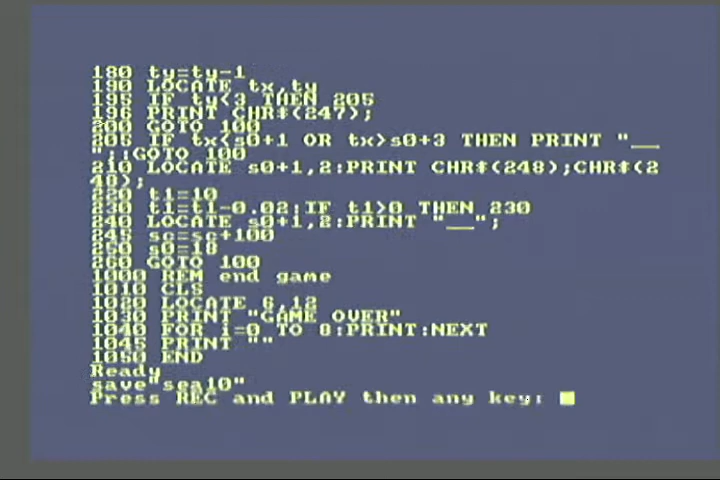 180 ty=ty-1
190 LOCATE tx,ty
195 IF ty<3 THEN 205
196 PRINT CHR$(247);
200 GOTO 100
205 IF tx<s0+1 OR tx>s0+3 THEN PRINT "__
";:GOTO 100
210 LOCATE s0+1,2:PRINT CHR$(248);CHR$(2
48);
220 t1=10
230 t1=t1-0.02:IF t1>0 THEN 230
240 LOCATE s0+1,2:PRINT "__";
245 sc=sc+100
250 s0=18
260 GOTO 100
1000 REM end game
1010 CLS
1020 LOCATE 6,12
1030 PRINT "GAME OVER"
1040 FOR i=0 TO 8:PRINT:NEXT
1045 PRINT ""
1050 END
Ready
save"sea10"
Press REC and PLAY then any key: